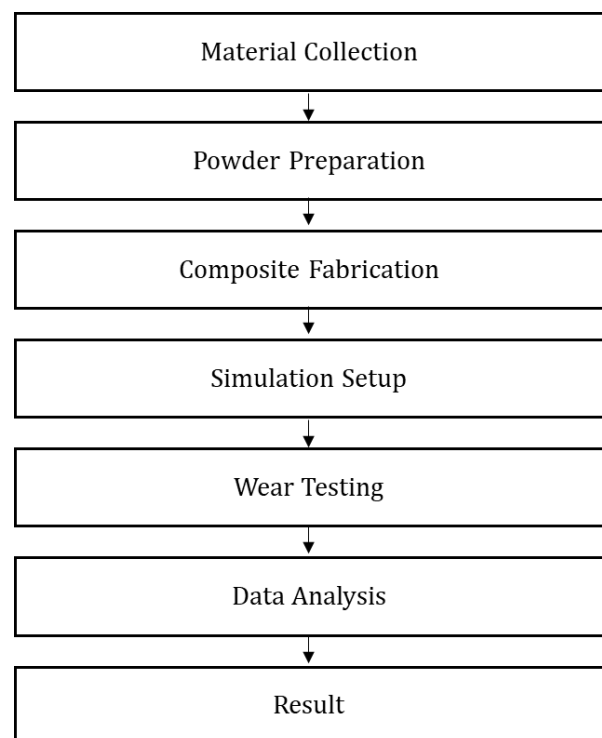 Material Collection
Powder Preparation
Composite Fabrication
Simulation Setup
Wear Testing
Data Analysis
Result